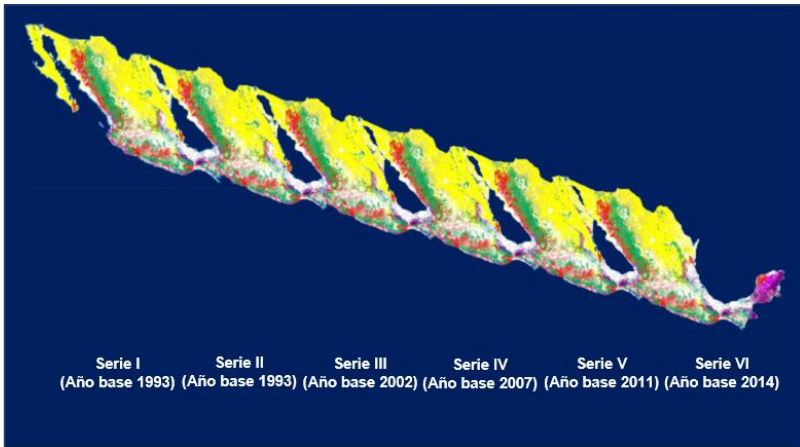 Serie I
(Año base 1993)
Serie II
(Año base 1993)
Serie III
(Año base 2002)
Serie IV
(Año base 2007)
Serie V
(Año base 2011)
Serie VI
(Año base 2014)